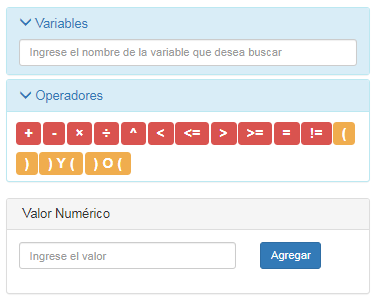 Variables
Ingrese el nombre de la variable que desea buscar
Operadores
+ - × ÷ ^ < <= > >= = != (
) ) Y ( ) O (
Valor Numérico
Ingrese el valor Agregar